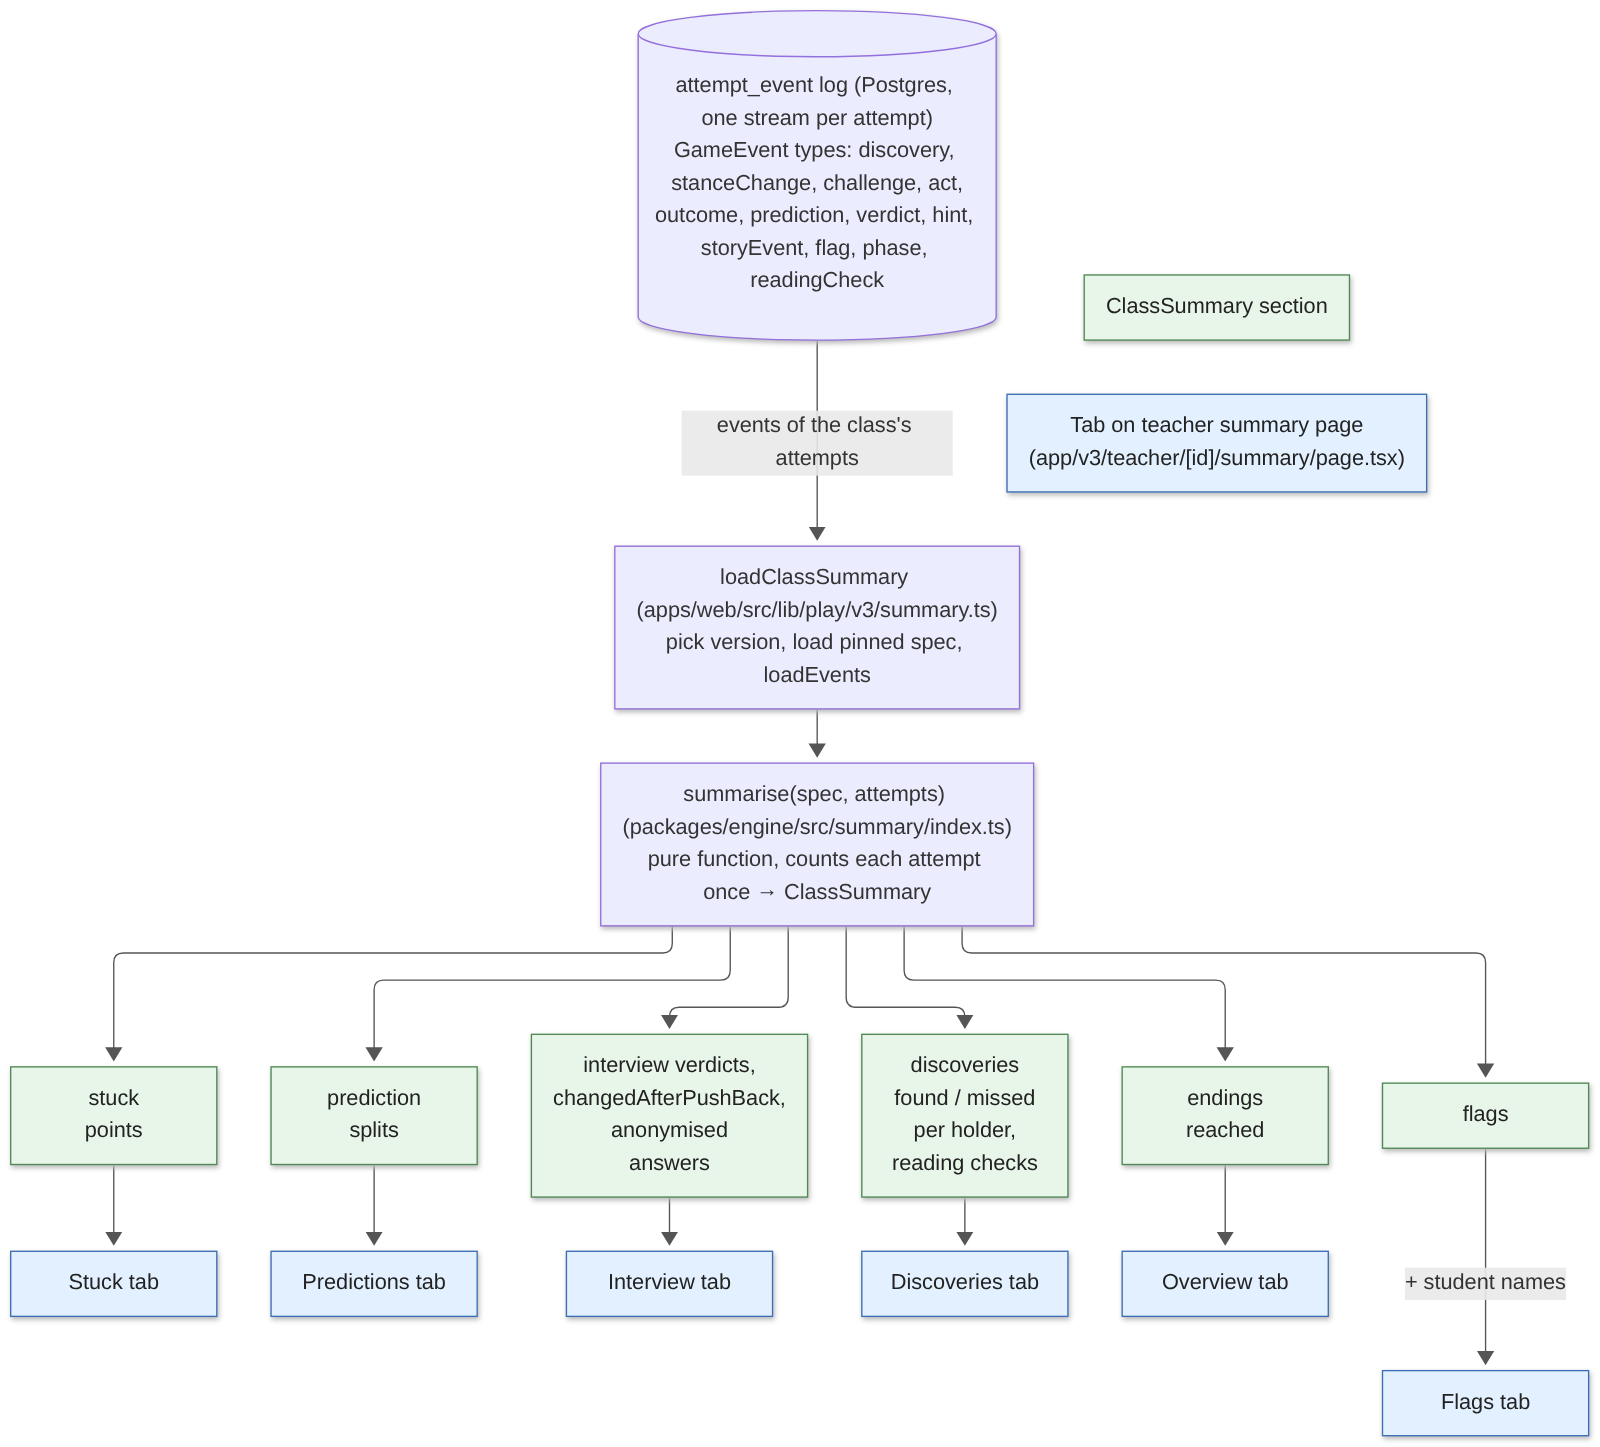 attempt_event log (Postgres,
one stream per attempt)
GameEvent types: discovery,
stanceChange, challenge, act,
outcome, prediction, verdict, hint,
storyEvent, flag, phase,
readingCheck
ClassSummary section
Tab on teacher summary page
(app/v3/teacher/[id]/summary/page.tsx)
events of the class's
attempts
loadClassSummary
(apps/web/src/lib/play/v3/summary.ts)
pick version, load pinned spec,
loadEvents
summarise(spec, attempts)
(packages/engine/src/summary/index.ts)
pure function, counts each attempt
once → ClassSummary
stuck
points
prediction
splits
interview verdicts,
changedAfterPushBack,
anonymised
answers
discoveries
found / missed
per holder,
reading checks
endings
reached
flags
Stuck tab
Predictions tab
Interview tab
Discoveries tab
Overview tab
+ student names
Flags tab